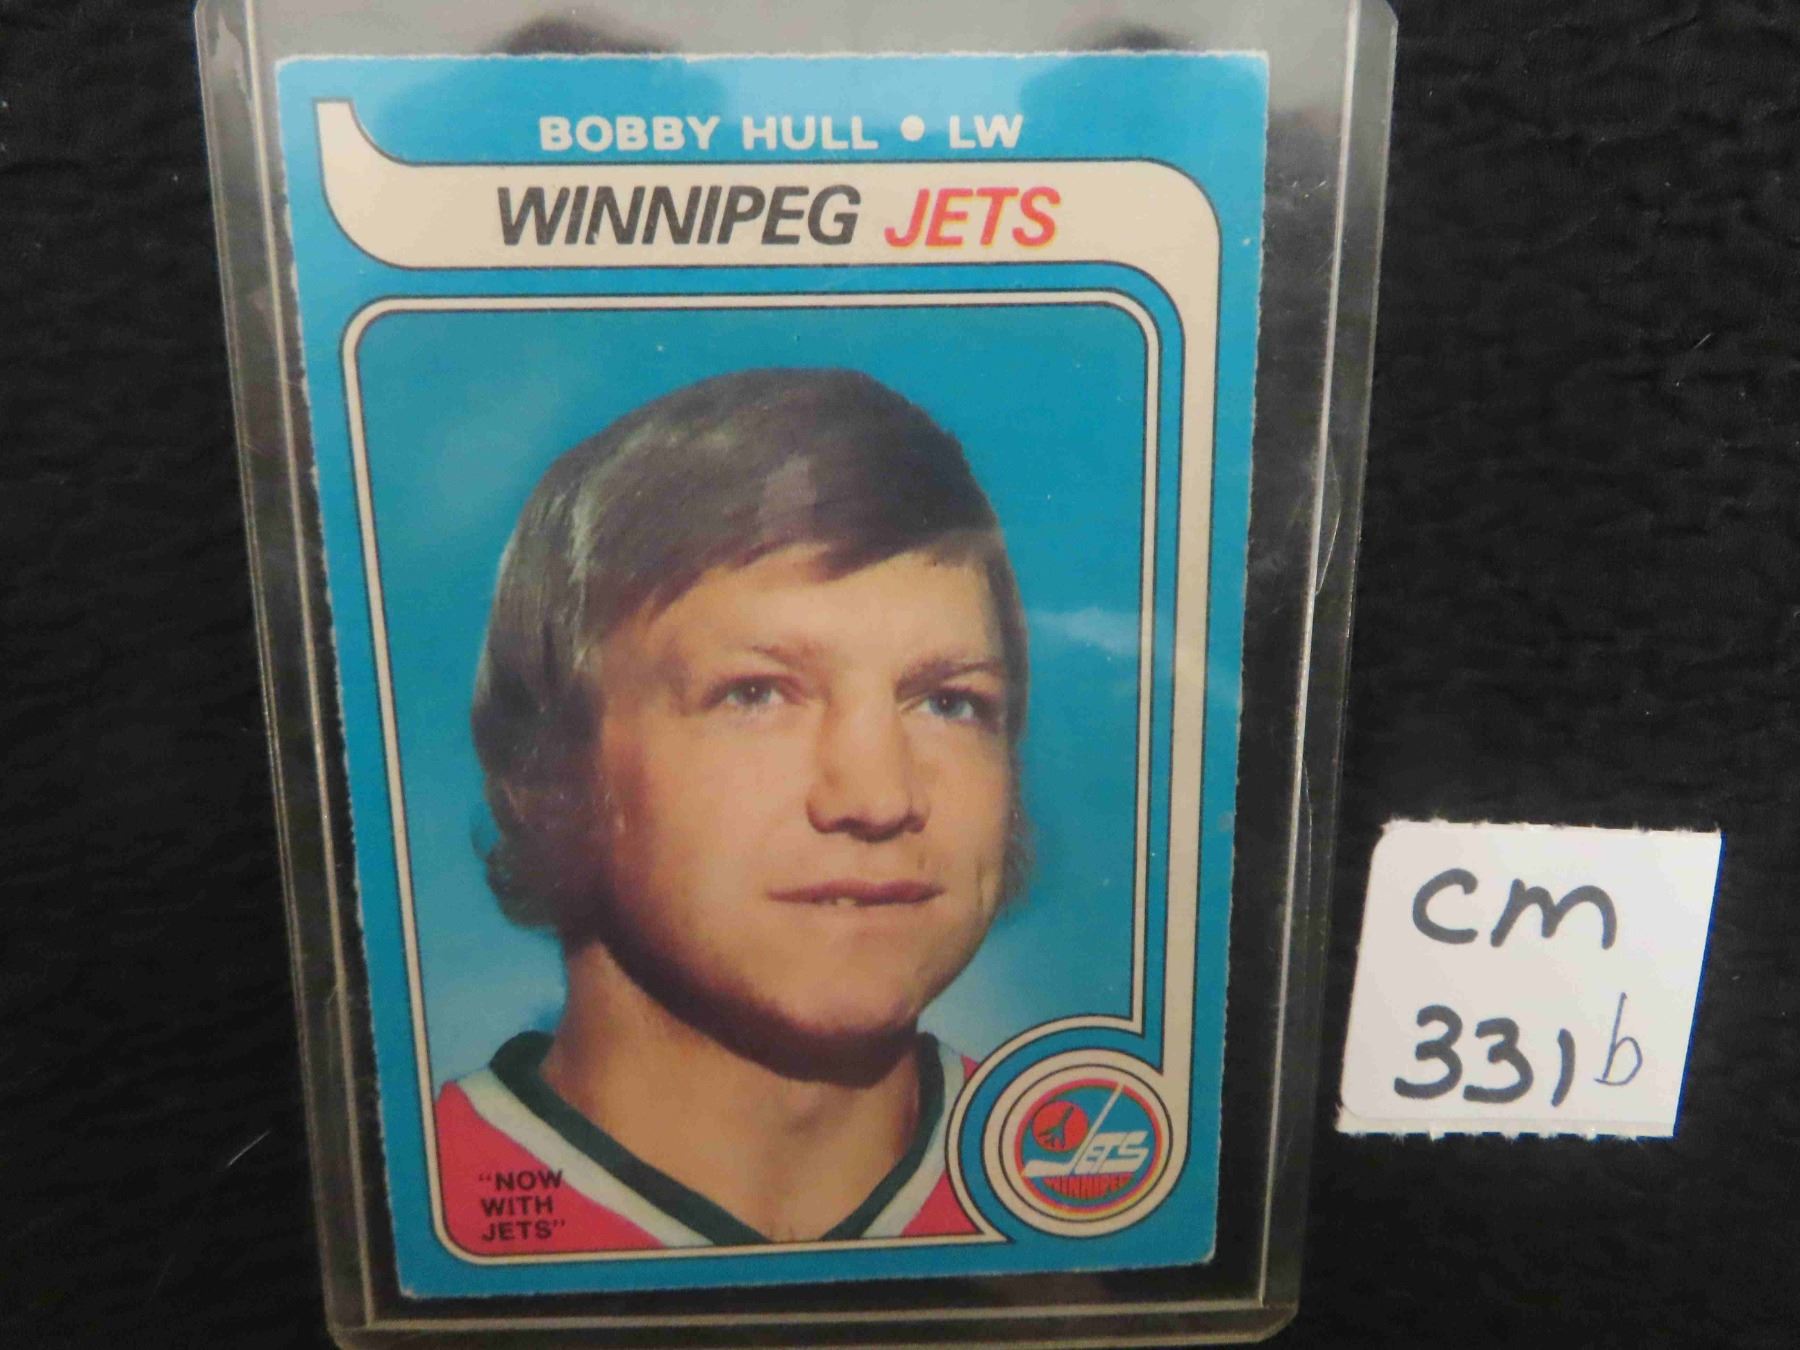 BOBBY HULL • LW
WINNIPEG JETS
"NOW
WITH
JETS"
JETS
WINNIPEG
cm
331b